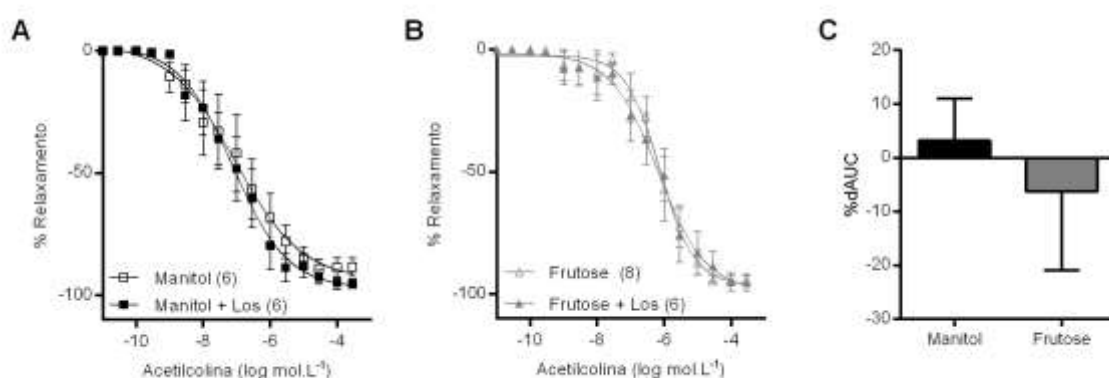 A
0
-50
-100
% Relaxamento
Manitol (6)
Manitol + Los (6)
-10
-8
-6
-4
Acetilcolina (log mol.L⁻¹)
B
0
-50
-100
% Relaxamento
Frutose (8)
Frutose + Los (6)
-10
-8
-6
-4
Acetilcolina (log mol.L⁻¹)
C
20
10
0
-10
-20
-30
%dAUC
Manitol
Frutose